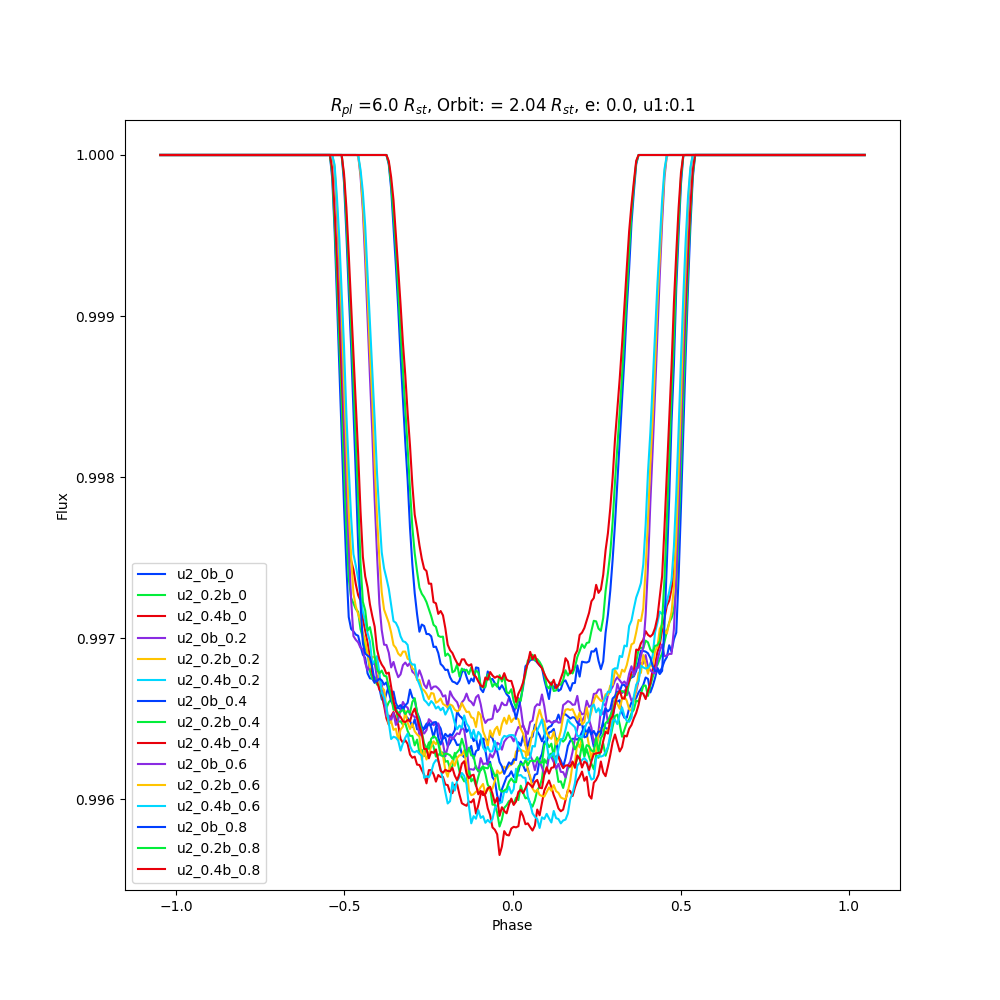 R_pl =6.0 R_st, Orbit: = 2.04 R_st, e: 0.0, u1:0.1
Flux
1.000
0.999
0.998
0.997
0.996
u2_0b_0
u2_0.2b_0
u2_0.4b_0
u2_0b_0.2
u2_0.2b_0.2
u2_0.4b_0.2
u2_0b_0.4
u2_0.2b_0.4
u2_0.4b_0.4
u2_0b_0.6
u2_0.2b_0.6
u2_0.4b_0.6
u2_0b_0.8
u2_0.2b_0.8
u2_0.4b_0.8
−1.0 −0.5 0.0 0.5 1.0
Phase